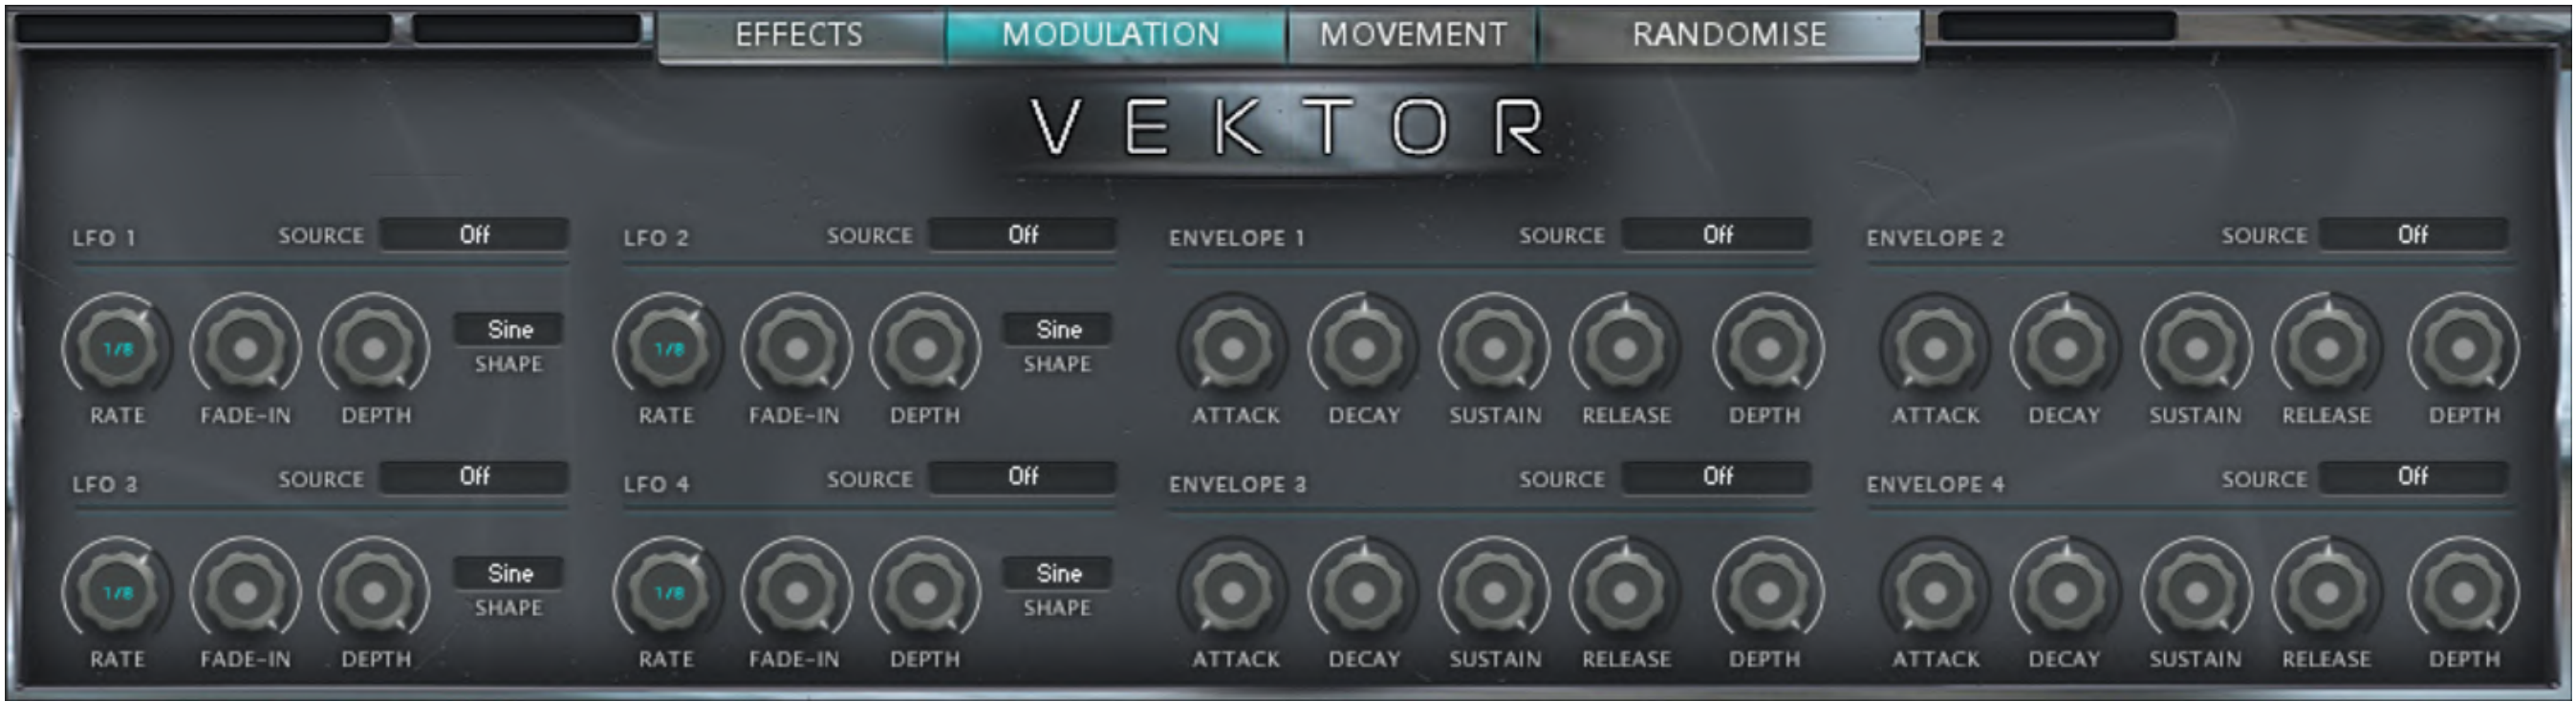 EFFECTS MODULATION MOVEMENT RANDOMISE
VEKTOR
LFO 1 SOURCE Off LFO 2 SOURCE Off ENVELOPE 1 SOURCE Off ENVELOPE 2 SOURCE Off
1/8 Sine 1/8 Sine
SHAPE SHAPE
RATE FADE-IN DEPTH RATE FADE-IN DEPTH ATTACK DECAY SUSTAIN RELEASE DEPTH ATTACK DECAY SUSTAIN RELEASE DEPTH
LFO 3 SOURCE Off LFO 4 SOURCE Off ENVELOPE 3 SOURCE Off ENVELOPE 4 SOURCE Off
1/8 Sine 1/8 Sine
SHAPE SHAPE
RATE FADE-IN DEPTH RATE FADE-IN DEPTH ATTACK DECAY SUSTAIN RELEASE DEPTH ATTACK DECAY SUSTAIN RELEASE DEPTH